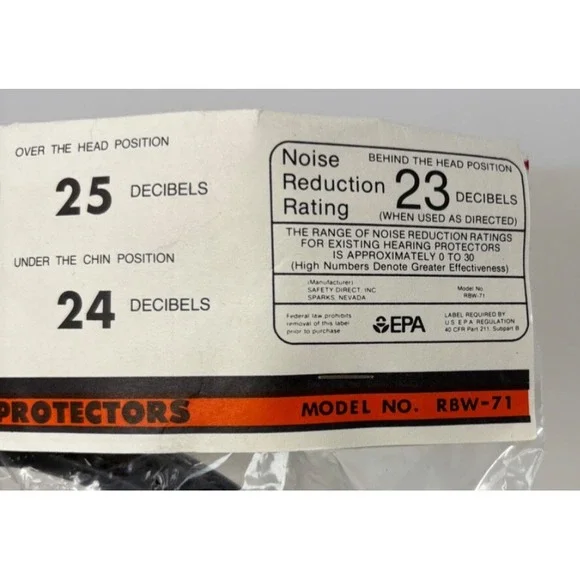 OVER THE HEAD POSITION
25 DECIBELS
UNDER THE CHIN POSITION
24 DECIBELS
Noise
Reduction
Rating
BEHIND THE HEAD POSITION
23 DECIBELS
(WHEN USED AS DIRECTED)
THE RANGE OF NOISE REDUCTION RATINGS
FOR EXISTING HEARING PROTECTORS
IS APPROXIMATELY 0 TO 30
(High Numbers Denote Greater Effectiveness)
(Manufacturer)
SAFETY DIRECT, INC
SPARKS, NEVADA
Model No.
RBW-71
Federal law prohibits
removal of this label
prior to purchase
EPA
LABEL REQUIRED BY
U S E P A REGULATION
40 CFR Part 211, Subpart B
PROTECTORS
MODEL NO. RBW-71